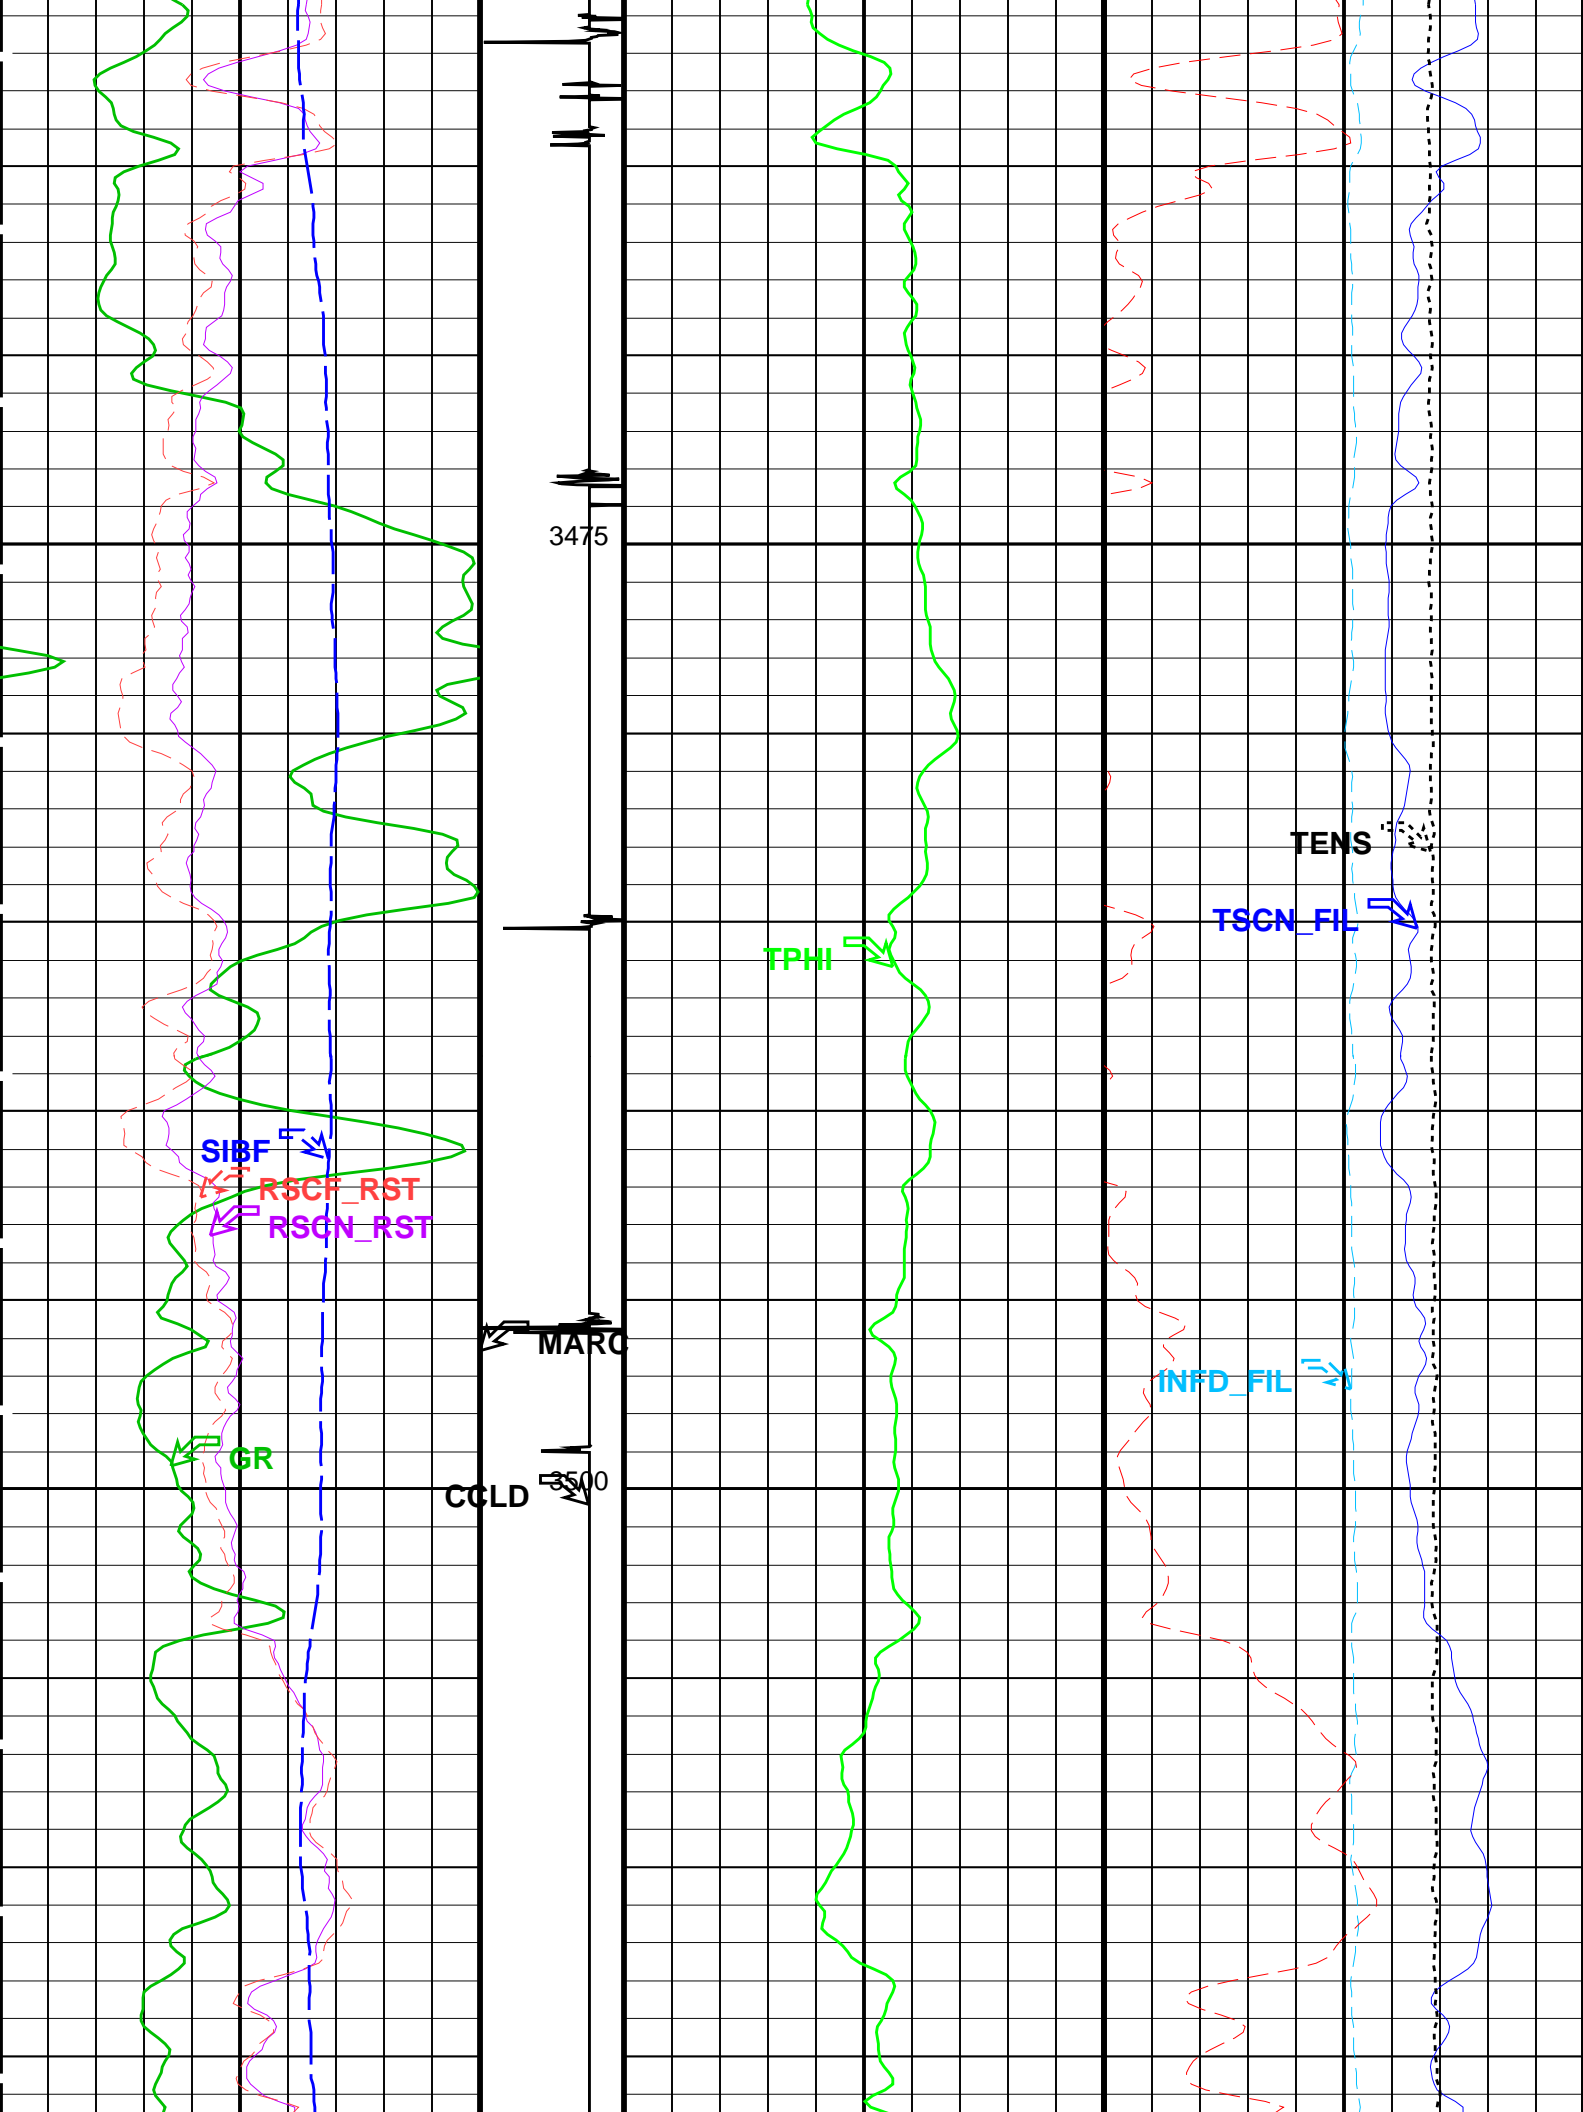 3475
TENS
TSCN_FIL
TPHI
SIBF
RSCF_RST
RSCN_RST
MARC
INFD_FIL
GR
3500
CCLD